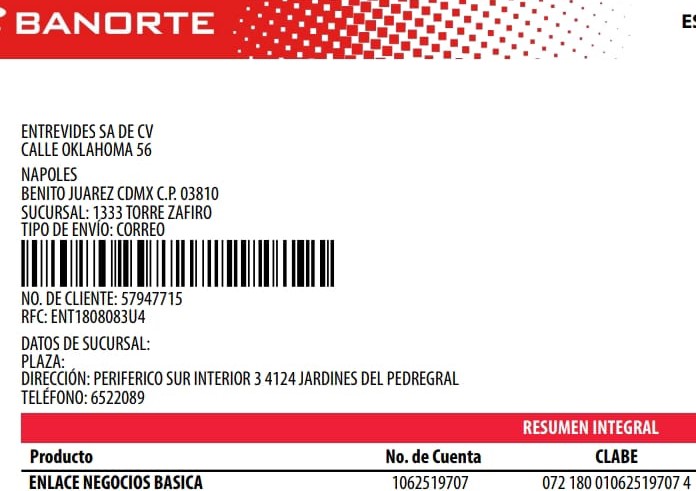 BANORTE
ENTREVIDES SA DE CV
CALLE OKLAHOMA 56
NAPOLES
BENITO JUAREZ CDMX C.P. 03810
SUCURSAL: 1333 TORRE ZAFIRO
TIPO DE ENVÍO: CORREO
NO. DE CLIENTE: 57947715
RFC: ENT1808083U4
DATOS DE SUCURSAL:
PLAZA:
DIRECCIÓN: PERIFERICO SUR INTERIOR 3 4124 JARDINES DEL PEDREGRAL
TELÉFONO: 6522089
RESUMEN INTEGRAL
Producto No. de Cuenta CLABE
ENLACE NEGOCIOS BASICA 1062519707 072 180 01062519707 4